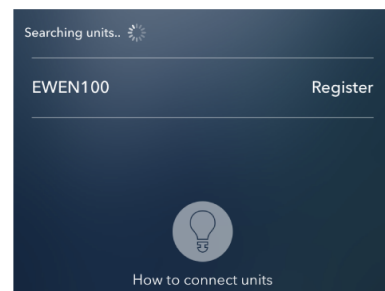 Searching units..
EWEN100 Register
How to connect units